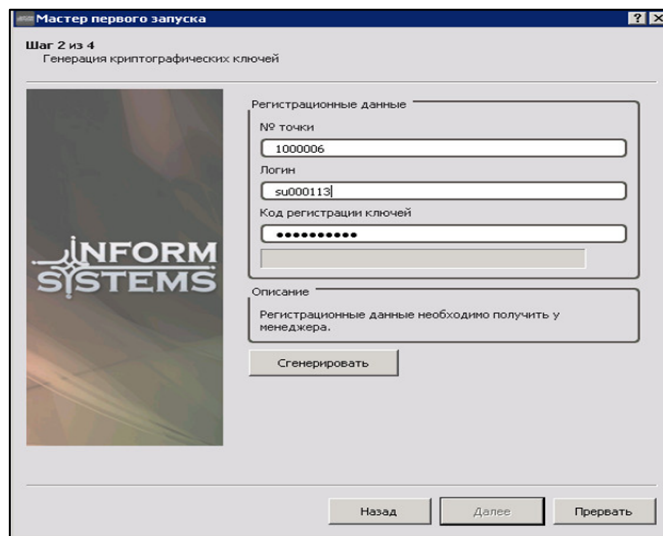 Мастер первого запуска
Шаг 2 из 4
Генерация криптографических ключей
INFORM
SYSTEMS
Регистрационные данные
№ точки
1000006
Логин
su000113
Код регистрации ключей
••••••••••
Описание
Регистрационные данные необходимо получить у
менеджера.
Сгенерировать
Назад
Далее
Прервать